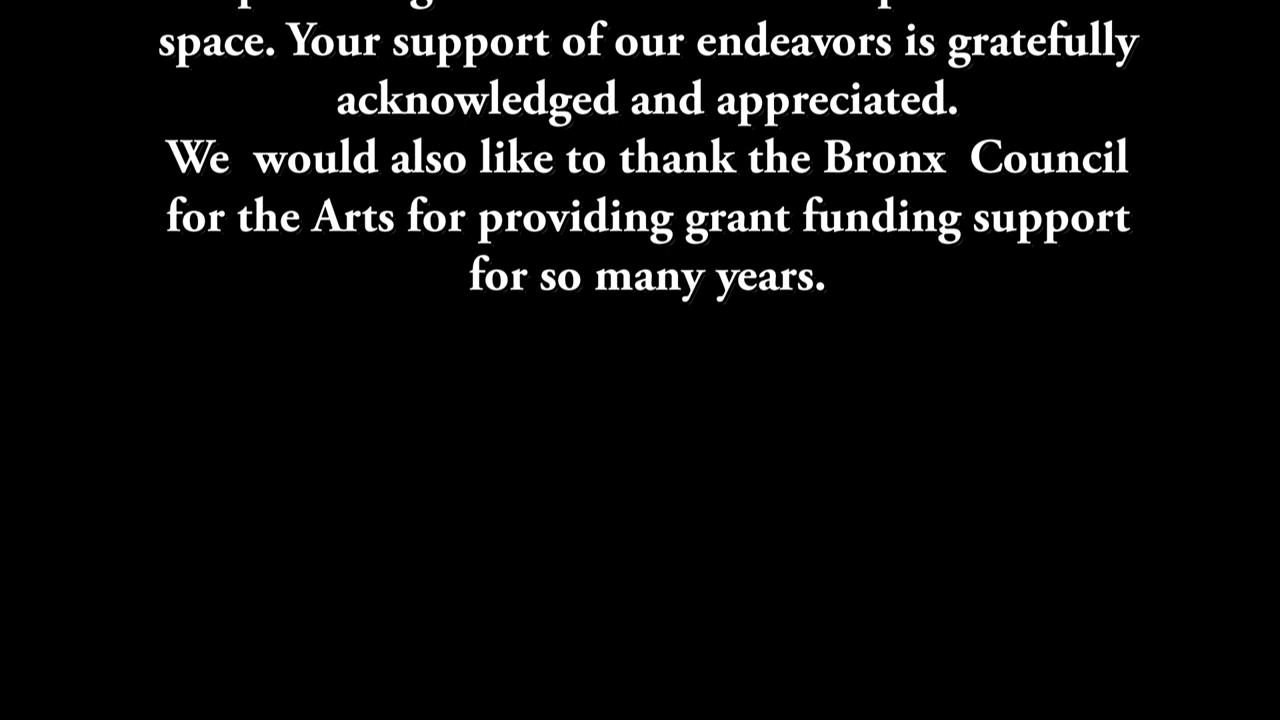 space. Your support of our endeavors is gratefully
acknowledged and appreciated.
We  would also like to thank the Bronx  Council
for the Arts for providing grant funding support
for so many years.